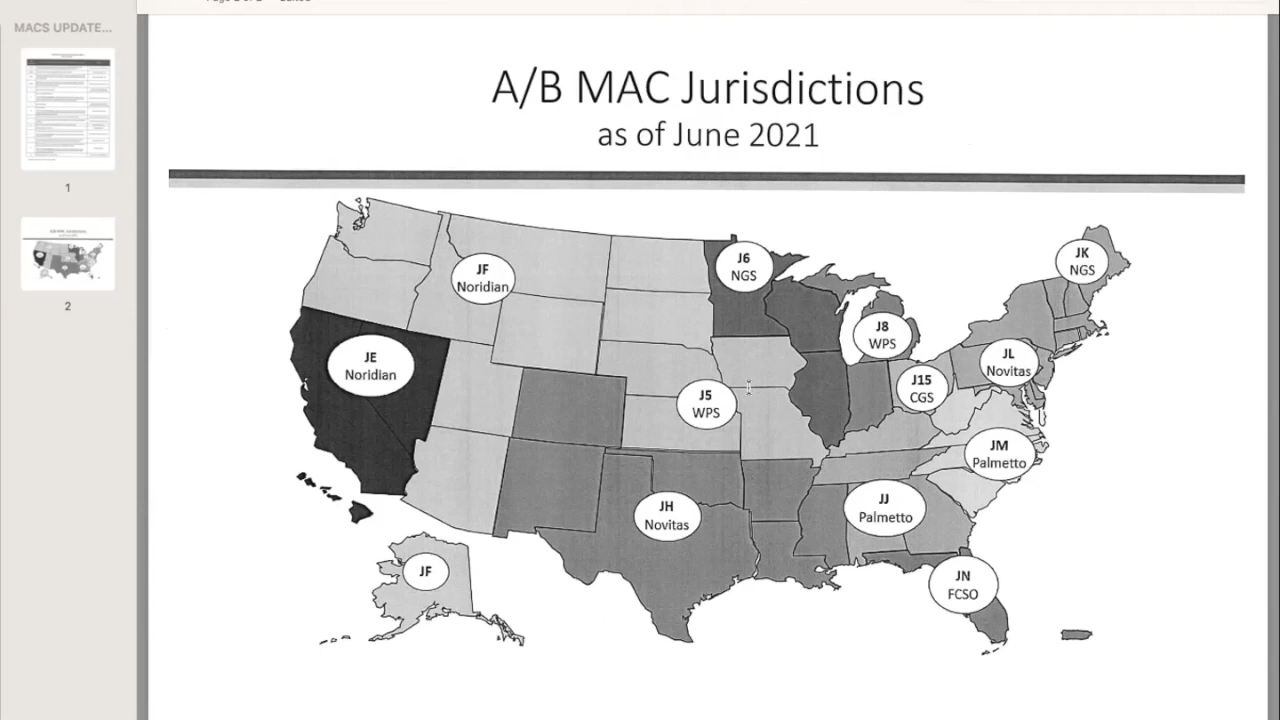 MACS UPDATE...
1
2
A/B MAC Jurisdictions
as of June 2021
JF
Noridian
J6
NGS
JK
NGS
J8
WPS
JE
Noridian
JL
Novitas
J15
CGS
J5
WPS
JM
Palmetto
JH
Novitas
JJ
Palmetto
JF
JN
FCSO